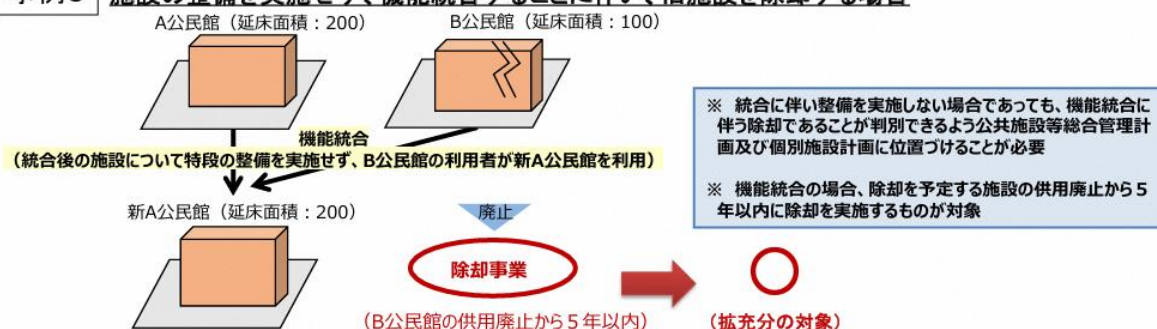 施設の整備を実施せず、機能統合することに伴い、旧施設を除却する場合
A公民館（延床面積：200）
B公民館（延床面積：100）
機能統合
（統合後の施設について特段の整備を実施せず、B公民館の利用者が新A公民館を利用）
新A公民館（延床面積：200）
廃止
除却事業
（B公民館の供用廃止から５年以内）
（拡充分の対象）
※　統合に伴い整備を実施しない場合であっても、機能統合に
伴う除却であることが判別できるよう公共施設等総合管理計
画及び個別施設計画に位置づけることが必要
※　機能統合の場合、除却を予定する施設の供用廃止から５
年以内に除却を実施するものが対象